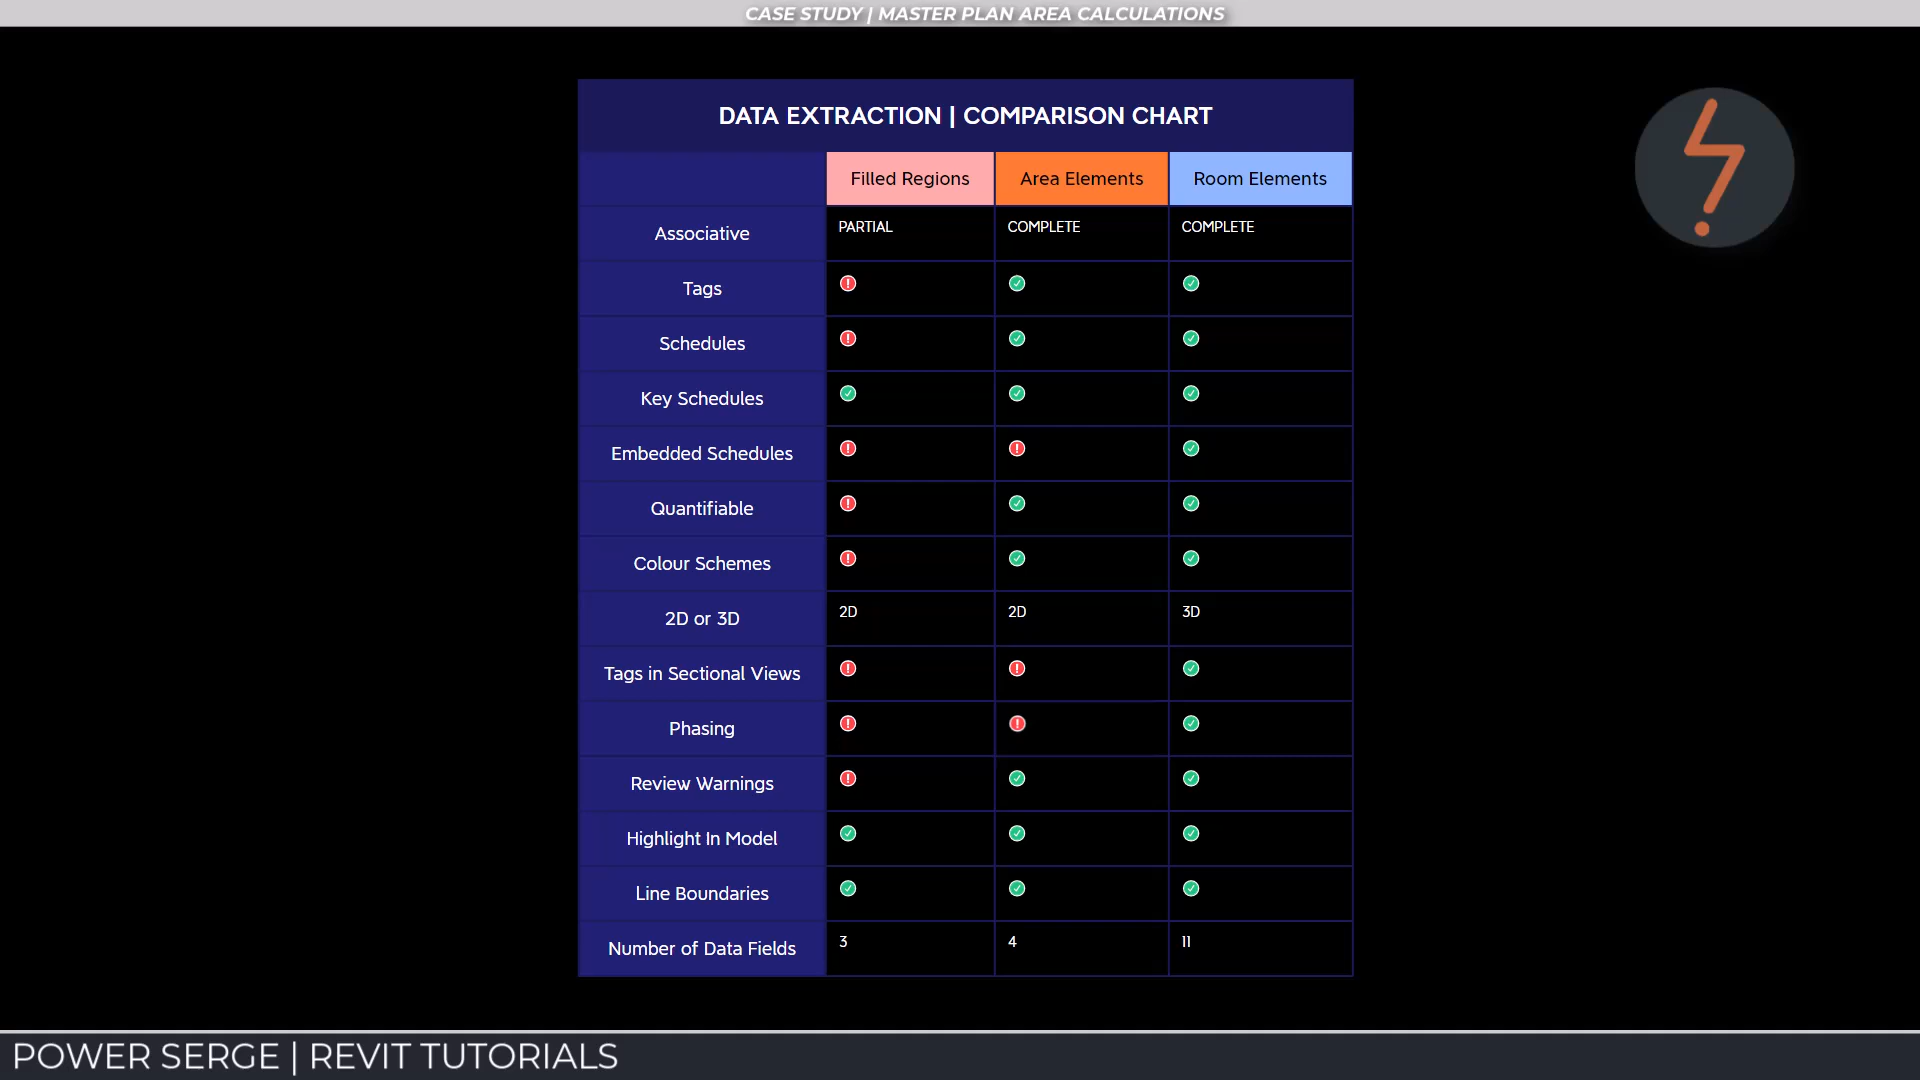 CASE STUDY | MASTER PLAN AREA CALCULATIONS
DATA EXTRACTION | COMPARISON CHART
Filled Regions Area Elements Room Elements
Associative PARTIAL COMPLETE COMPLETE
Tags
Schedules
Key Schedules
Embedded Schedules
Quantifiable
Colour Schemes
2D or 3D 2D 2D 3D
Tags in Sectional Views
Phasing
Review Warnings
Highlight In Model
Line Boundaries
Number of Data Fields 3 4 11
POWER SERGE | REVIT TUTORIALS